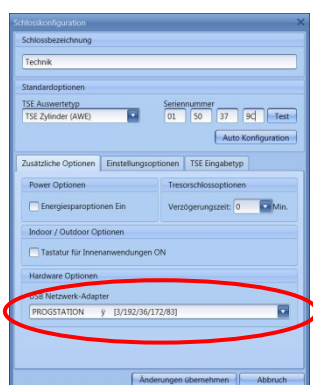 Schlosskonfiguration
Schlossbezeichnung
Technik
Standardoptionen
TSE Auswertetyp Seriennummer
TSE Zylinder (AWE) 01 50 37 9C Test
Auto Konfiguration
Zusätzliche Optionen Einstellungsoptionen TSE Eingabetyp
Power Optionen Tresorschlossoptionen
Energiesparoptionen Ein Verzögerungszeit: 0 Min.
Indoor / Outdoor Optionen
Tastatur für Innenanwendungen ON
Hardware Optionen
USB Netzwerk-Adapter
PROGSTATION ÿ [3/192/36/172/83]
Änderungen übernehmen Abbruch